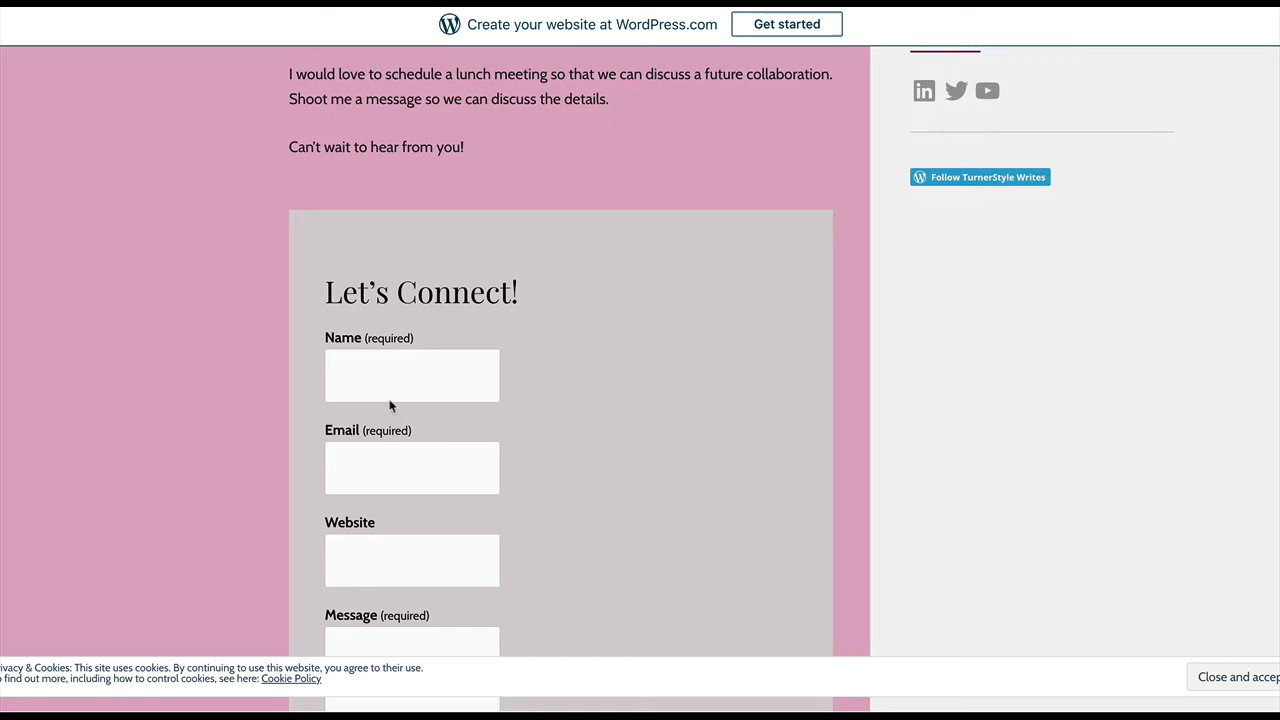 Create your website at WordPress.com Get started
I would love to schedule a lunch meeting so that we can discuss a future collaboration.
Shoot me a message so we can discuss the details.
Can't wait to hear from you!
Follow TurnerStyle Writes
Let's Connect!
Name (required)
Email (required)
Website
Message (required)
rivacy & Cookies: This site uses cookies. By continuing to use this website, you agree to their use.
o find out more, including how to control cookies, see here: Cookie Policy
Close and accep